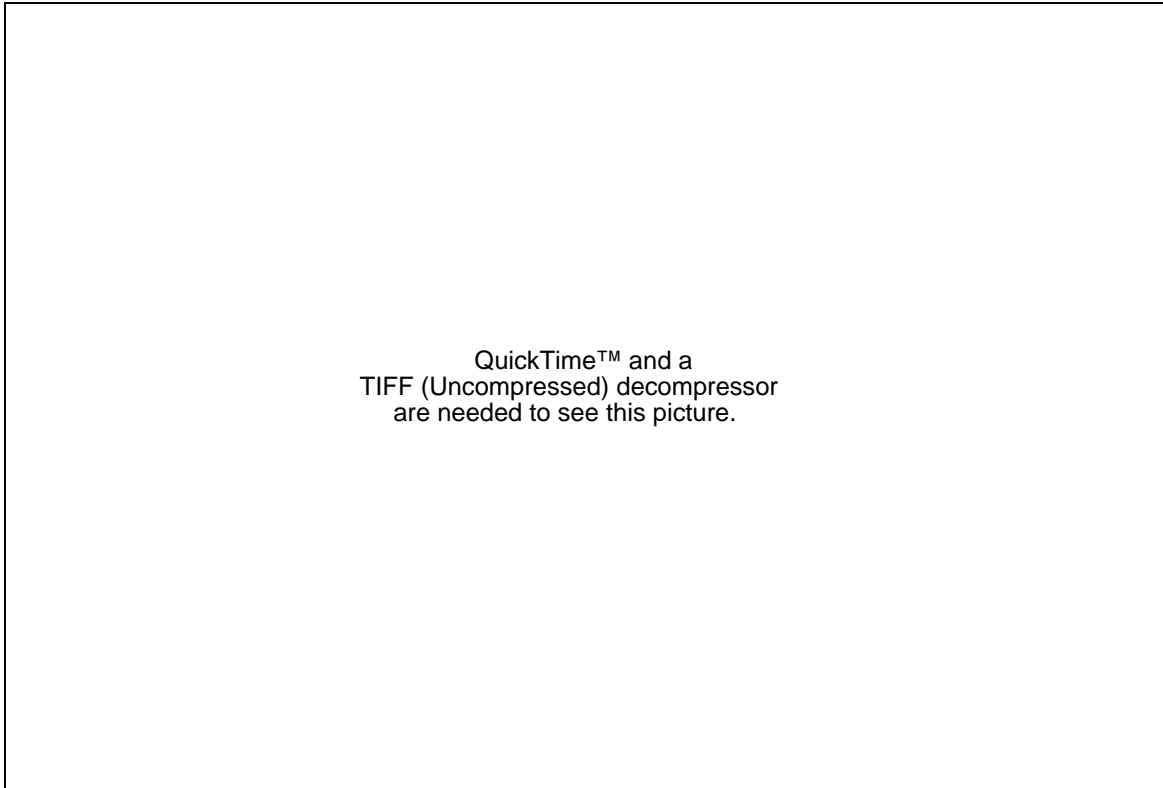 QuickTime™ and a
TIFF (Uncompressed) decompressor
are needed to see this picture.